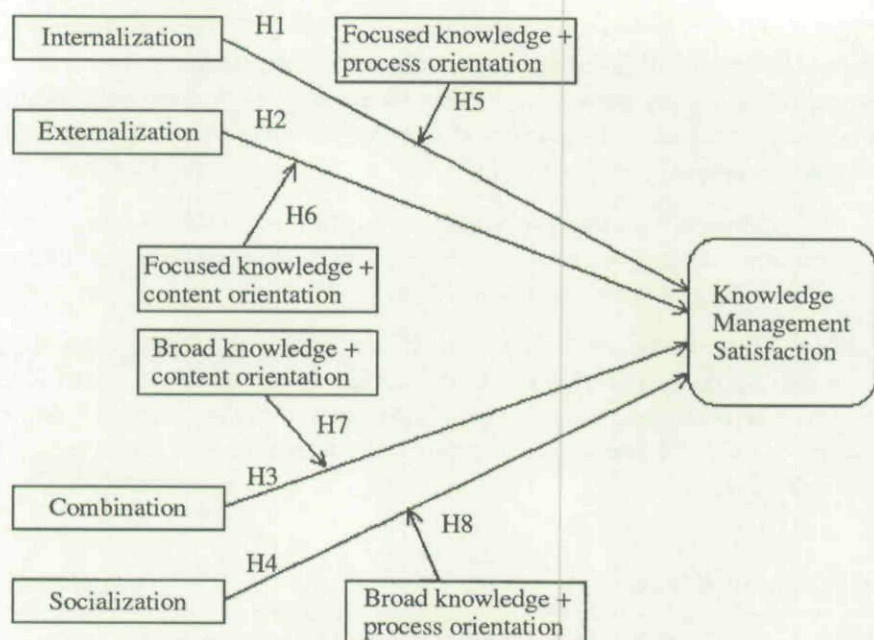 Internalization
H1
Focused knowledge +
process orientation
H5
Externalization
H2
H6
Focused knowledge +
content orientation
Broad knowledge +
content orientation
H7
Knowledge
Management
Satisfaction
Combination
H3
H8
Socialization
H4
Broad knowledge +
process orientation